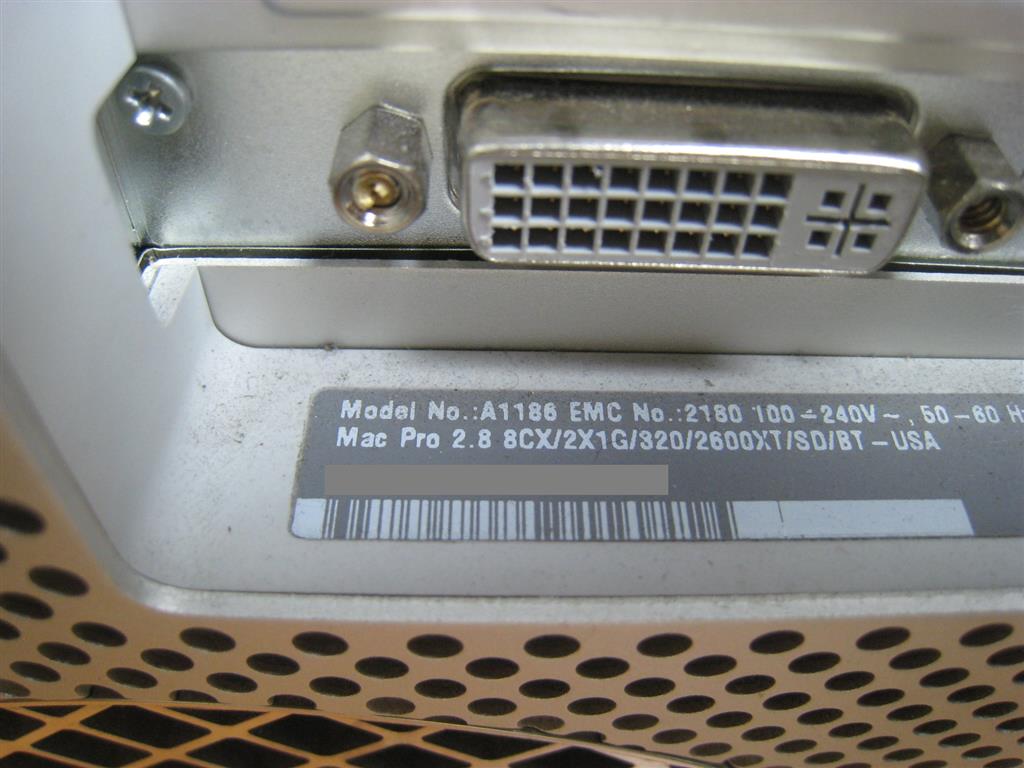 Model No.:A1186 EMC No.:2180 100-240V~, 50-60 H
Mac Pro 2.8 8CX/2X1G/320/2600XT/SD/BT-USA